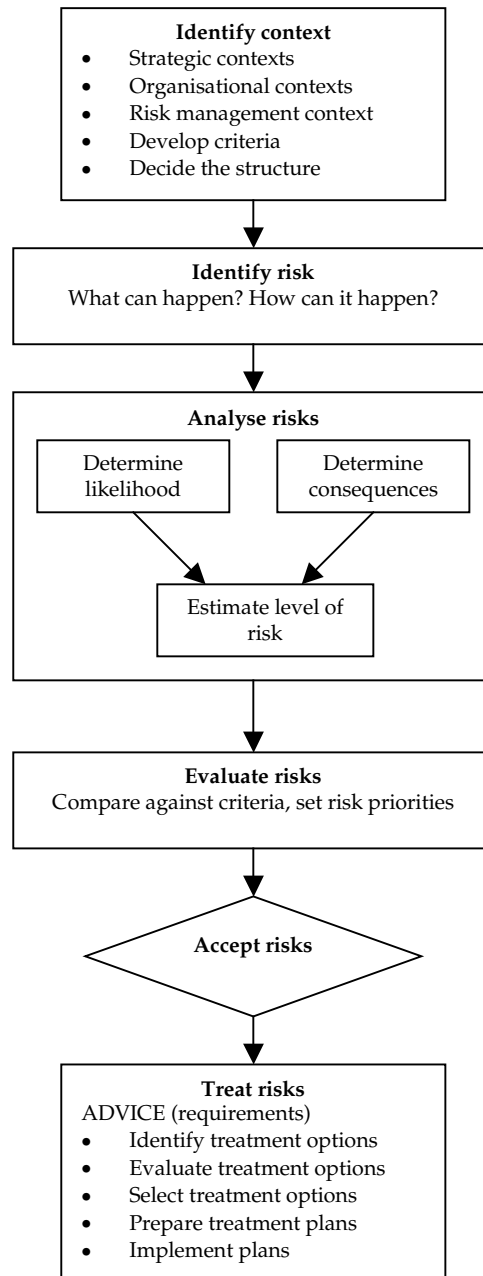 Identify context
• Strategic contexts
• Organisational contexts
• Risk management context
• Develop criteria
• Decide the structure
Identify risk
What can happen? How can it happen?
Analyse risks
Determine
likelihood
Determine
consequences
Estimate level of
risk
Evaluate risks
Compare against criteria, set risk priorities
Accept risks
Treat risks
ADVICE (requirements)
• Identify treatment options
• Evaluate treatment options
• Select treatment options
• Prepare treatment plans
• Implement plans